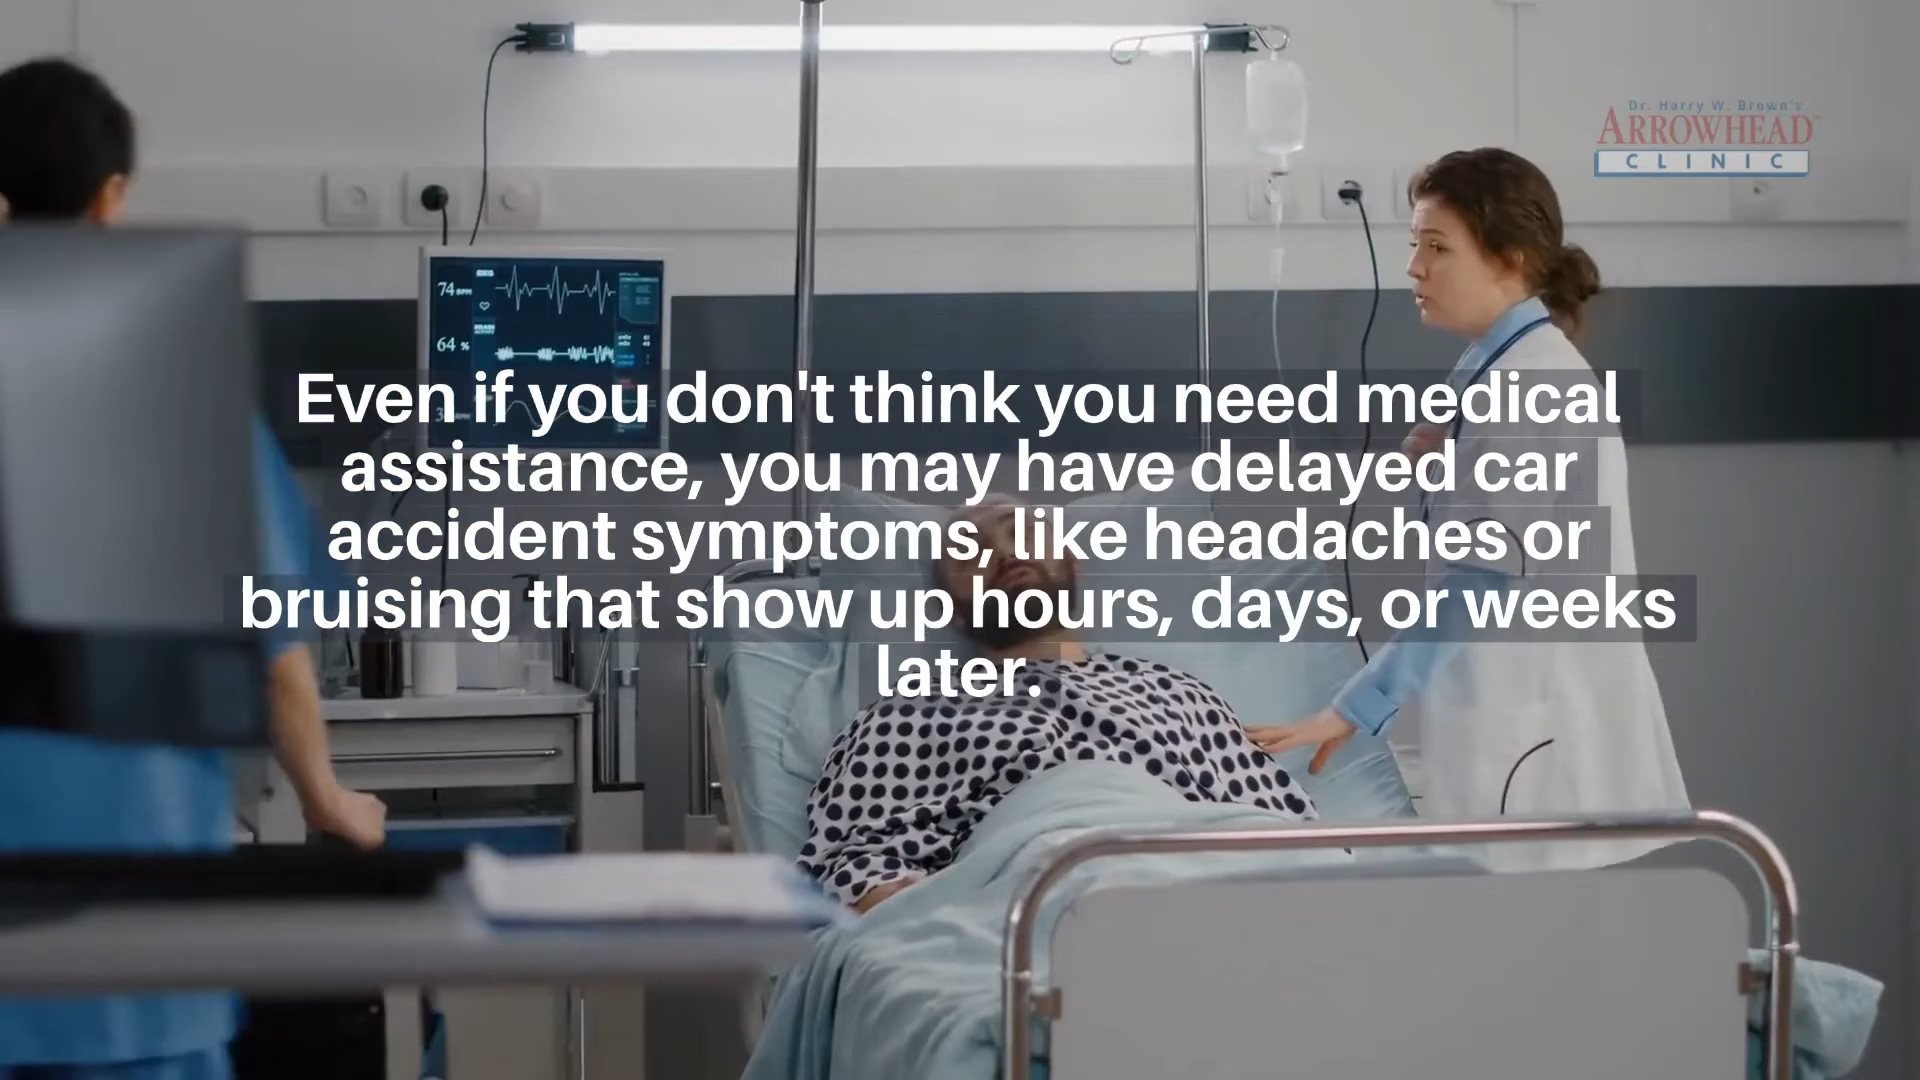 Dr. Harry W. Brown's
ARROWHEAD
CLINIC
74 BPM
64 %
Even if you don't think you need medical
assistance, you may have delayed car
accident symptoms, like headaches or
bruising that show up hours, days, or weeks
later.